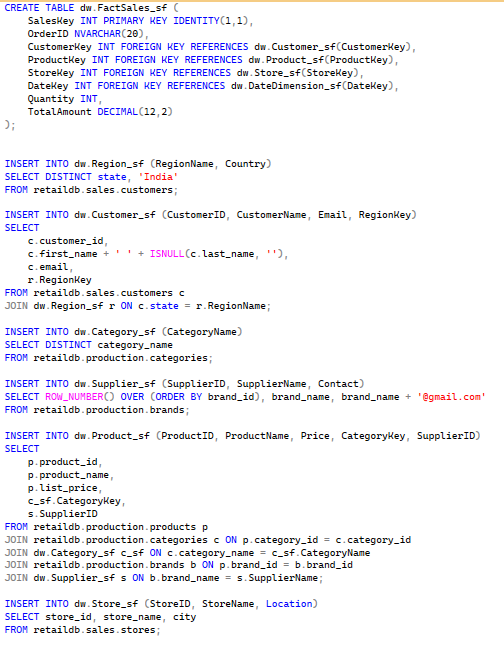 CREATE TABLE dw.FactSales_sf (
SalesKey INT PRIMARY KEY IDENTITY(1,1),
OrderID NVARCHAR(20),
CustomerKey INT FOREIGN KEY REFERENCES dw.Customer_sf(CustomerKey),
ProductKey INT FOREIGN KEY REFERENCES dw.Product_sf(ProductKey),
StoreKey INT FOREIGN KEY REFERENCES dw.Store_sf(StoreKey),
DateKey INT FOREIGN KEY REFERENCES dw.DateDimension_sf(DateKey),
Quantity INT,
TotalAmount DECIMAL(12,2)
);
INSERT INTO dw.Region_sf (RegionName, Country)
SELECT DISTINCT state, 'India'
FROM retaildb.sales.customers;
INSERT INTO dw.Customer_sf (CustomerID, CustomerName, Email, RegionKey)
SELECT
c.customer_id,
c.first_name + ' ' + ISNULL(c.last_name, ''),
c.email,
r.RegionKey
FROM retaildb.sales.customers c
JOIN dw.Region_sf r ON c.state = r.RegionName;
INSERT INTO dw.Category_sf (CategoryName)
SELECT DISTINCT category_name
FROM retaildb.production.categories;
INSERT INTO dw.Supplier_sf (SupplierID, SupplierName, Contact)
SELECT ROW_NUMBER() OVER (ORDER BY brand_id), brand_name, brand_name + '@gmail.com'
FROM retaildb.production.brands;
INSERT INTO dw.Product_sf (ProductID, ProductName, Price, CategoryKey, SupplierID)
SELECT
p.product_id,
p.product_name,
p.list_price,
c_sf.CategoryKey,
s.SupplierID
FROM retaildb.production.products p
JOIN retaildb.production.categories c ON p.category_id = c.category_id
JOIN dw.Category_sf c_sf ON c.category_name = c_sf.CategoryName
JOIN retaildb.production.brands b ON p.brand_id = b.brand_id
JOIN dw.Supplier_sf s ON b.brand_name = s.SupplierName;
INSERT INTO dw.Store_sf (StoreID, StoreName, Location)
SELECT store_id, store_name, city
FROM retaildb.sales.stores;